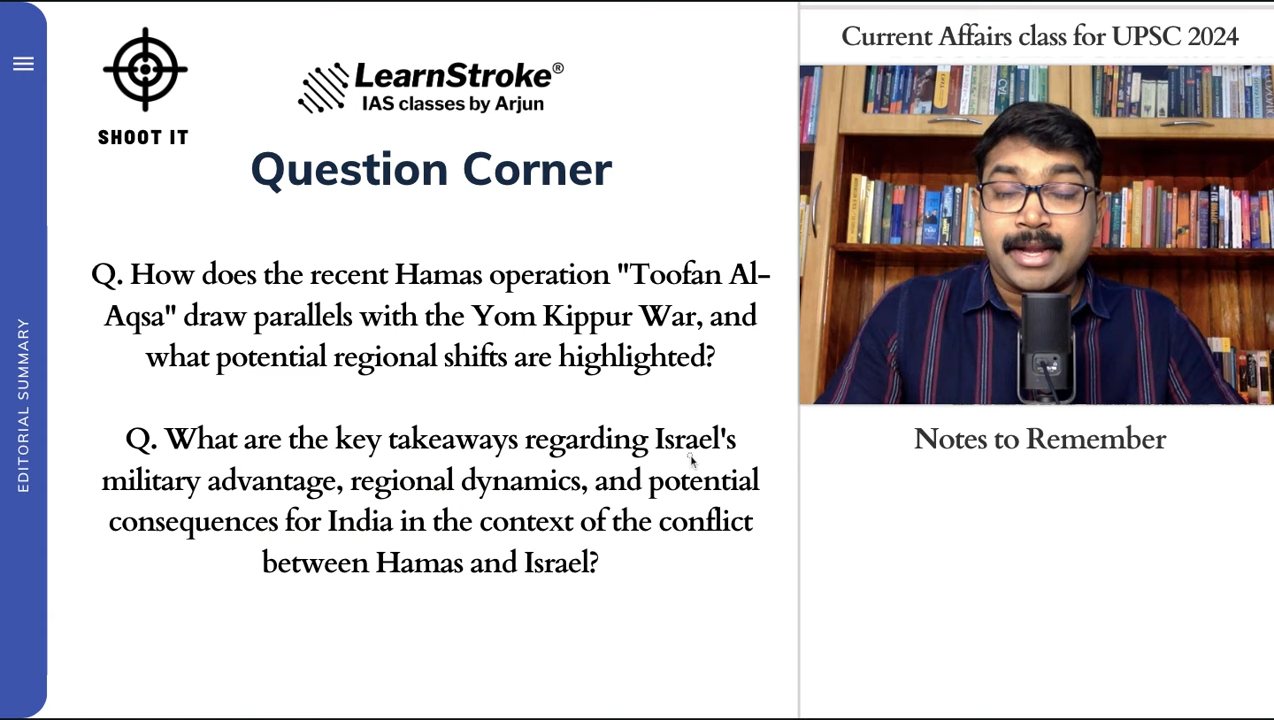 EDITORIAL SUMMARY
SHOOT IT
LearnStroke®
IAS classes by Arjun
Question Corner
Q. How does the recent Hamas operation "Toofan Al-
Aqsa" draw parallels with the Yom Kippur War, and
what potential regional shifts are highlighted?
Q. What are the key takeaways regarding Israel's
military advantage, regional dynamics, and potential
consequences for India in the context of the conflict
between Hamas and Israel?
Current Affairs class for UPSC 2024
Notes to Remember